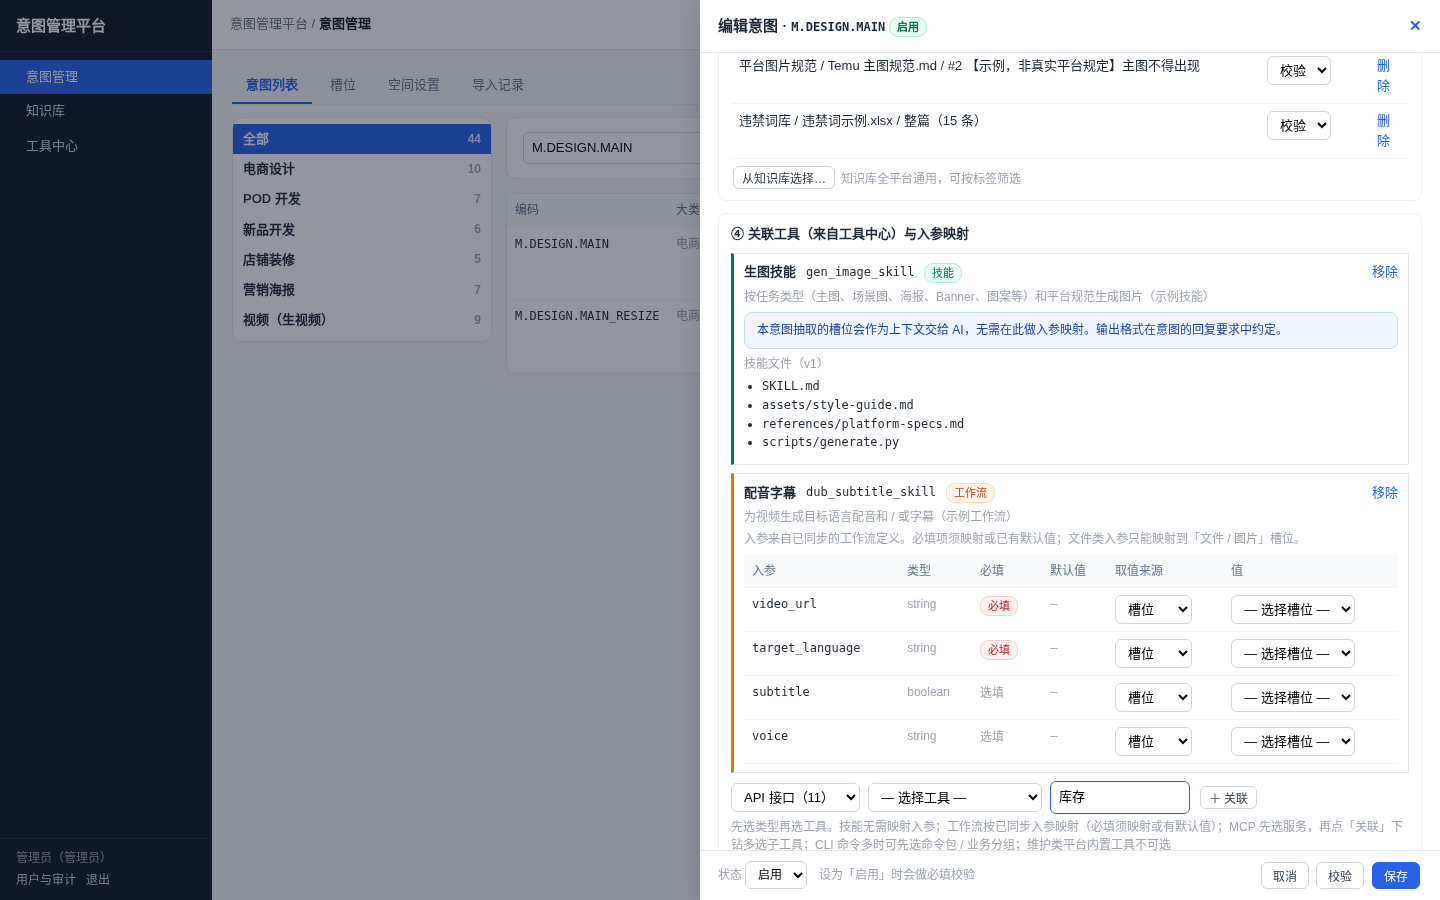 意图管理平台
意图管理
知识库
工具中心
管理员（管理员）
用户与审计 退出
意图管理平台 / 意图管理
意图列表 槽位 空间设置 导入记录
全部 44
电商设计 10
POD 开发 7
新品开发 6
店铺装修 5
营销海报 7
视频（生视频） 9
M.DESIGN.MAIN
编码 大类
M.DESIGN.MAIN 电商
M.DESIGN.MAIN_RESIZE 电商
编辑意图 · M.DESIGN.MAIN 启用 ×
平台图片规范 / Temu 主图规范.md / #2 【示例，非真实平台规定】主图不得出现 校验 删除
违禁词库 / 违禁词示例.xlsx / 整篇（15 条） 校验 删除
从知识库选择… 知识库全平台通用，可按标签筛选
④ 关联工具（来自工具中心）与入参映射
生图技能 gen_image_skill 技能 移除
按任务类型（主图、场景图、海报、Banner、图案等）和平台规范生成图片（示例技能）
本意图抽取的槽位会作为上下文交给 AI，无需在此做入参映射。输出格式在意图的回复要求中约定。
技能文件（v1）
• SKILL.md
• assets/style-guide.md
• references/platform-specs.md
• scripts/generate.py
配音字幕 dub_subtitle_skill 工作流 移除
为视频生成目标语言配音和 / 或字幕（示例工作流）
入参来自已同步的工作流定义。必填项须映射或已有默认值；文件类入参只能映射到「文件 / 图片」槽位。
入参 类型 必填 默认值 取值来源 值
video_url string 必填 — 槽位 — 选择槽位 —
target_language string 必填 — 槽位 — 选择槽位 —
subtitle boolean 选填 — 槽位 — 选择槽位 —
voice string 选填 — 槽位 — 选择槽位 —
API 接口（11） — 选择工具 — 库存 ＋ 关联
先选类型再选工具。技能无需映射入参；工作流按已同步入参映射（必填须映射或有默认值）；MCP 先选服务，再点「关联」下
钻多选子工具；CLI 命令多时可先选命令包 / 业务分组；维护类平台内置工具不可选
状态 启用 设为「启用」时会做必填校验 取消 校验 保存